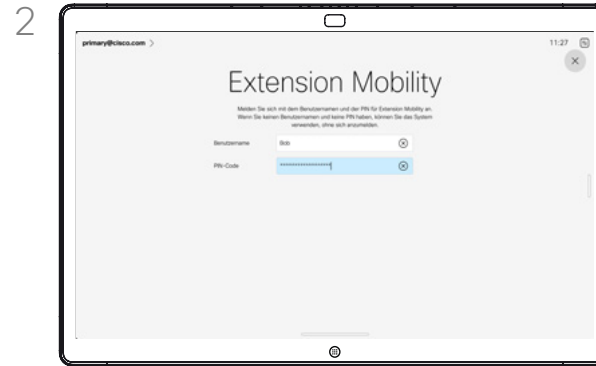 2
primary@cisco.com
11:27
Extension Mobility
Melden Sie sich mit dem Benutzernamen und der PIN für Extension Mobility an.
Wenn Sie keinen Benutzernamen und keine PIN haben, können Sie das System
verwenden, ohne sich anzumelden.
Benutzername
Bob
PIN-Code